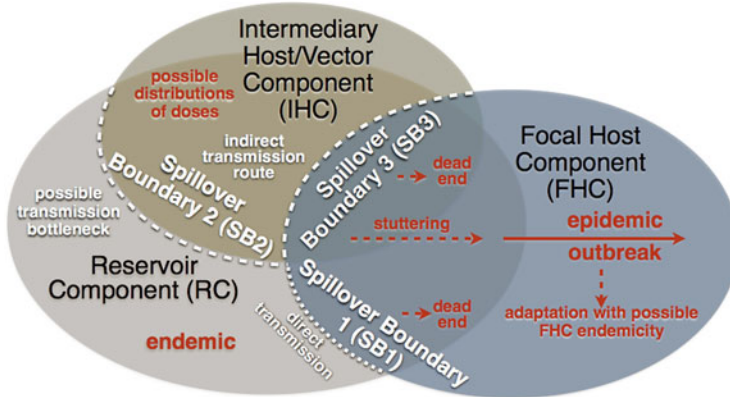 Intermediary
Host/Vector
Component
(IHC)
possible
distributions
of doses
indirect
transmission
route
Spillover
Boundary 2 (SB2)
possible
transmission
bottleneck
Reservoir
Component (RC)
endemic
direct
transmission
Spillover Boundary
1 (SB1)
Spillover
Boundary 3 (SB3)
dead
end
stuttering
dead
end
Focal Host
Component
(FHC)
epidemic
outbreak
adaptation with possible
FHC endemicity